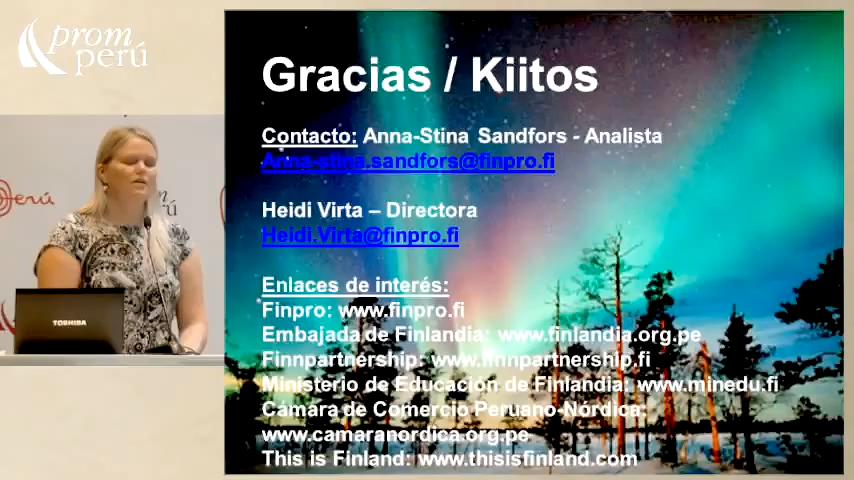 prom
perú
Perú
prom
rú
TOSHIBA
Gracias / Kiitos
Contacto: Anna-Stina Sandfors - Analista
Anna-stina.sandfors@finpro.fi
Heidi Virta – Directora
Heidi.Virta@finpro.fi
Enlaces de interés:
Finpro: www.finpro.fi
Embajada de Finlandia: www.finlandia.org.pe
Finnpartnership: www.finnpartnership.fi
Ministerio de Educación de Finlandia: www.minedu.fi
Cámara de Comercio Peruano-Nórdica:
www.camaranordica.org.pe
This is Finland: www.thisisfinland.com